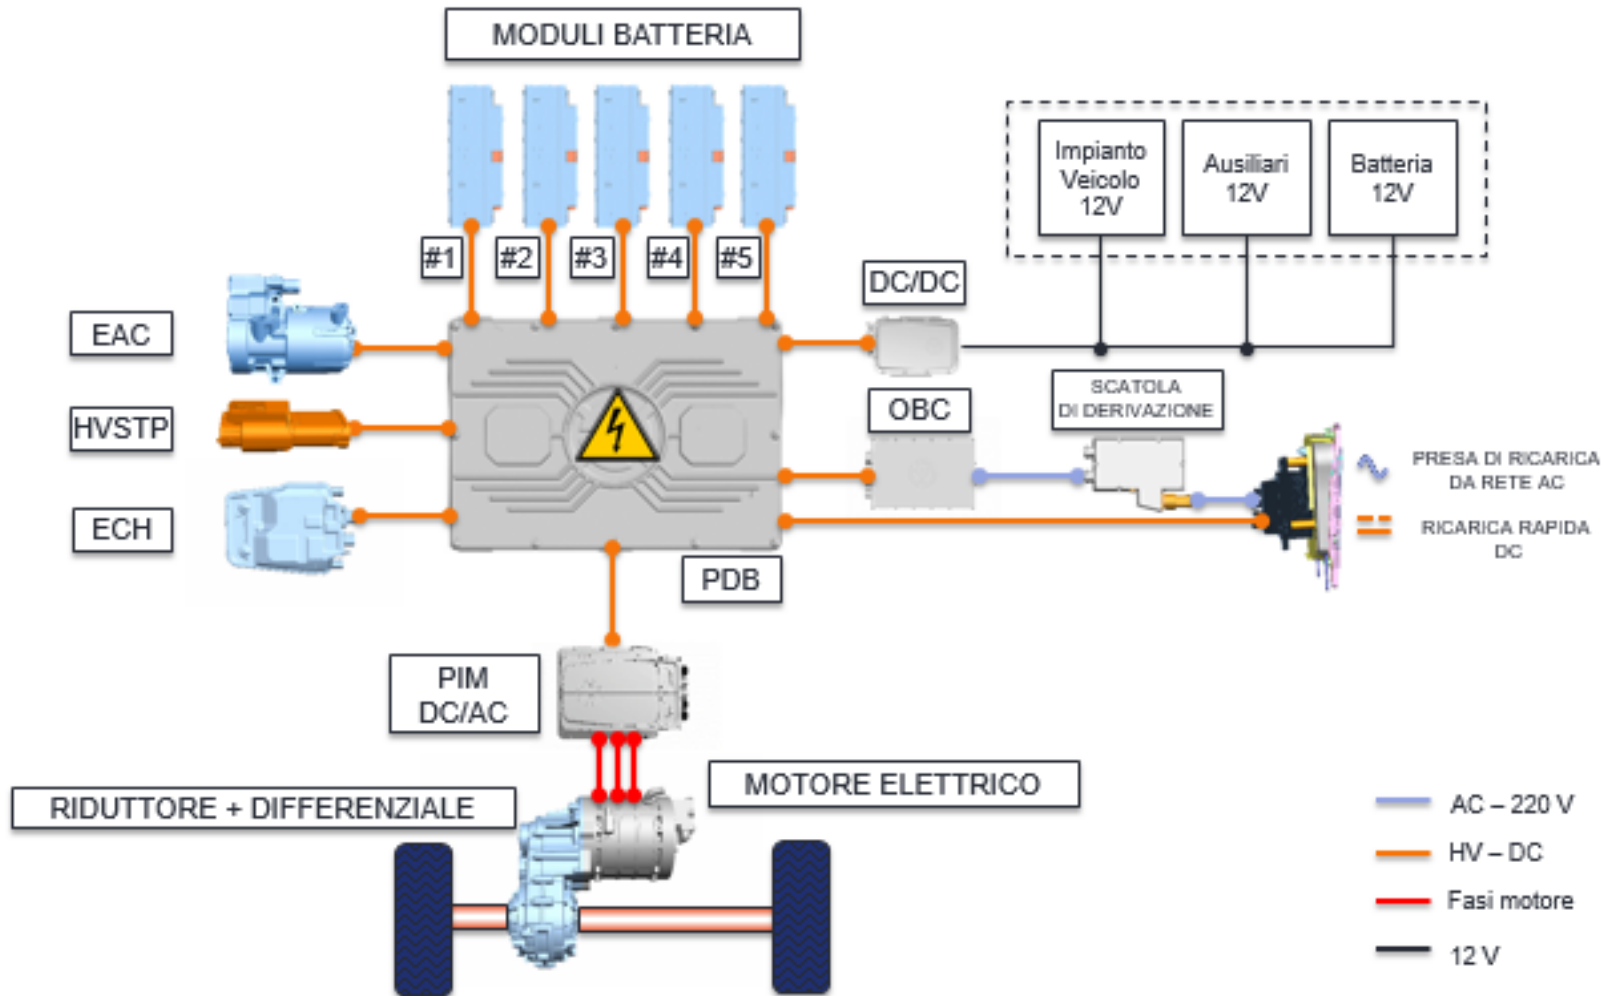 MODULI BATTERIA
Impianto
Veicolo
12V
Ausiliari
12V
Batteria
12V
#1
#2
#3
#4
#5
DC/DC
EAC
SCATOLA
DI DERIVAZIONE
OBC
HVSTP
PRESA DI RICARICA
DA RETE AC
ECH
RICARICA RAPIDA
DC
PDB
PIM
DC/AC
MOTORE ELETTRICO
RIDUTTORE + DIFFERENZIALE
AC – 220 V
HV – DC
Fasi motore
12 V